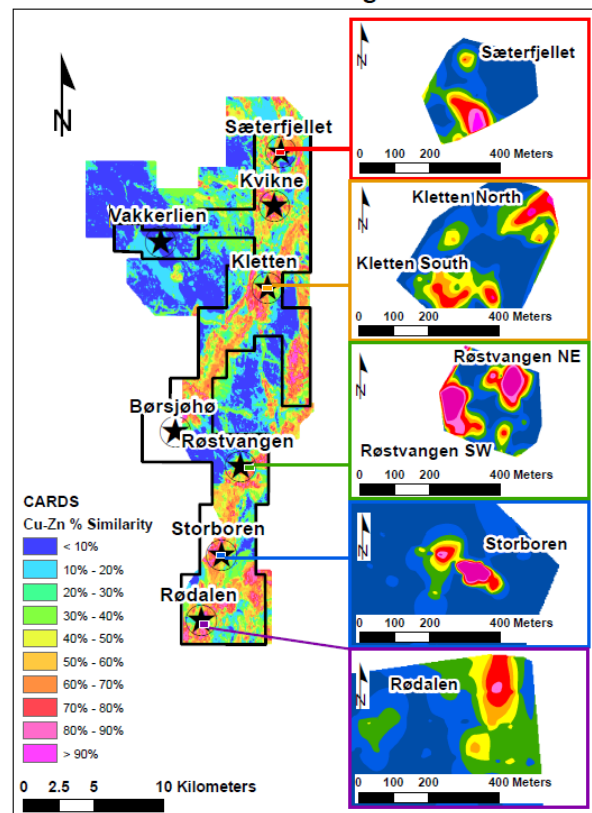 N
Sæterfjellet
Kvikne
Vakkerlien
Kletten
Børsjøhø
Røstvangen
Storboren
Rødalen
CARDS
Cu-Zn % Similarity
< 10%
10% - 20%
20% - 30%
30% - 40%
40% - 50%
50% - 60%
60% - 70%
70% - 80%
80% - 90%
> 90%
0 2.5 5 10 Kilometers
N
Sæterfjellet
0 100 200 400 Meters
N
Kletten North
Kletten South
0 100 200 400 Meters
N
Røstvangen NE
Røstvangen SW
0 100 200 400 Meters
N
Storboren
0 100 200 400 Meters
N
Rødalen
0 100 200 400 Meters